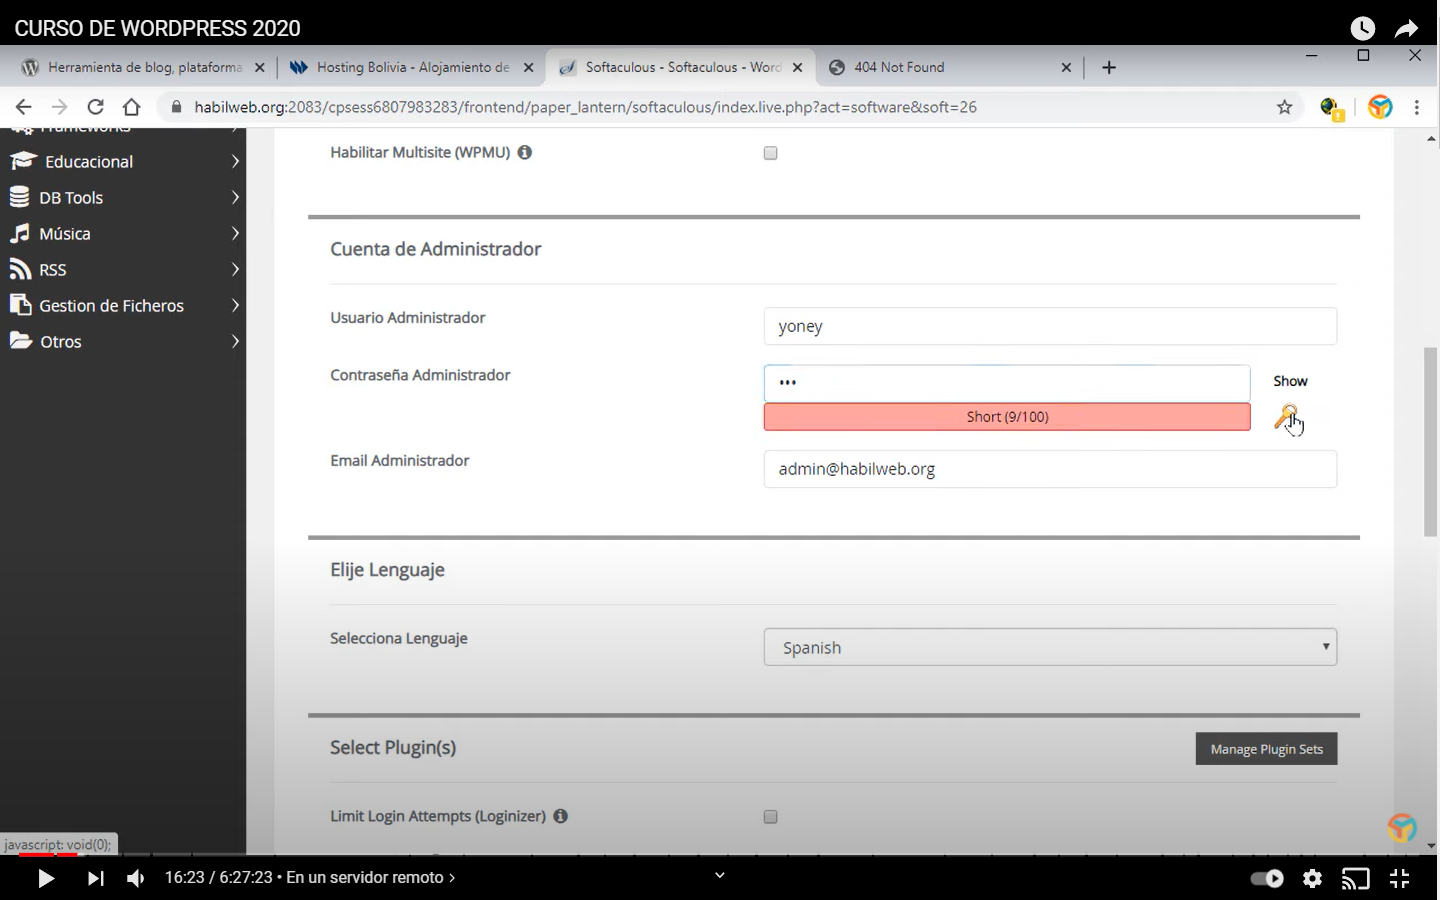 CURSO DE WORDPRESS 2020
Herramienta de blog, plataforma
Hosting Bolivia - Alojamiento de
Softaculous - Softaculous - Word
404 Not Found
habilweb.org:2083/cpsess6807983283/frontend/paper_lantern/softaculous/index.live.php?act=software&soft=26
Frameworks
Educacional
DB Tools
Música
RSS
Gestion de Ficheros
Otros
Habilitar Multisite (WPMU)
Cuenta de Administrador
Usuario Administrador
yoney
Contraseña Administrador
•••
Show
Short (9/100)
Email Administrador
admin@habilweb.org
Elije Lenguaje
Selecciona Lenguaje
Spanish
Select Plugin(s)
Manage Plugin Sets
Limit Login Attempts (Loginizer)
javascript: void(0);
16:23 / 6:27:23 • En un servidor remoto